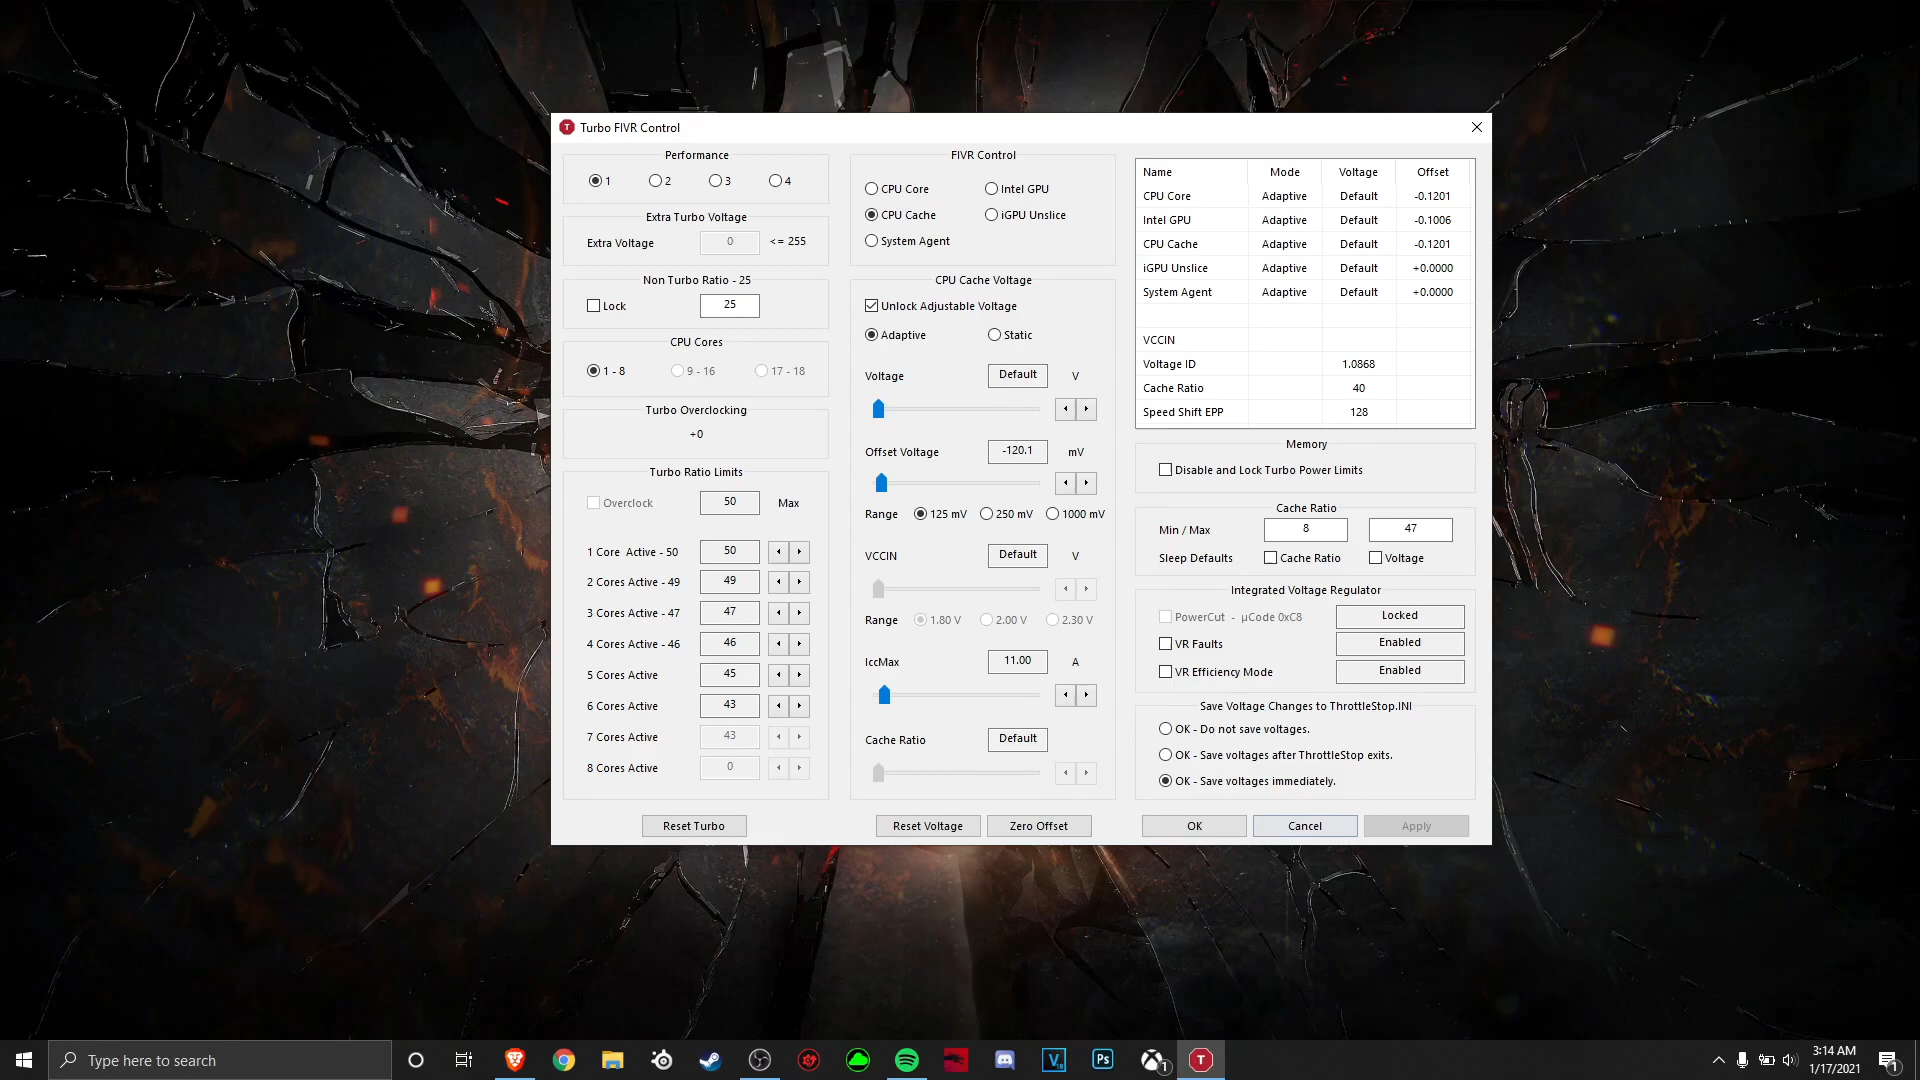 Turbo FIVR Control
Performance
1 2 3 4
Extra Turbo Voltage
Extra Voltage 0 <= 255
Non Turbo Ratio - 25
Lock 25
CPU Cores
1 - 8 9 - 16 17 - 18
Turbo Overclocking
+0
Turbo Ratio Limits
Overclock 50 Max
1 Core Active - 50 50
2 Cores Active - 49 49
3 Cores Active - 47 47
4 Cores Active - 46 46
5 Cores Active 45
6 Cores Active 43
7 Cores Active 43
8 Cores Active 0
Reset Turbo
FIVR Control
CPU Core Intel GPU
CPU Cache iGPU Unslice
System Agent
CPU Cache Voltage
Unlock Adjustable Voltage
Adaptive Static
Voltage Default V
Offset Voltage -120.1 mV
Range 125 mV 250 mV 1000 mV
VCCIN Default V
Range 1.80 V 2.00 V 2.30 V
IccMax 11.00 A
Cache Ratio Default
Reset Voltage Zero Offset
Name Mode Voltage Offset
CPU Core Adaptive Default -0.1201
Intel GPU Adaptive Default -0.1006
CPU Cache Adaptive Default -0.1201
iGPU Unslice Adaptive Default +0.0000
System Agent Adaptive Default +0.0000
VCCIN
Voltage ID 1.0868
Cache Ratio 40
Speed Shift EPP 128
Memory
Disable and Lock Turbo Power Limits
Cache Ratio
Min / Max 8 47
Sleep Defaults Cache Ratio Voltage
Integrated Voltage Regulator
PowerCut - µCode 0xC8 Locked
VR Faults Enabled
VR Efficiency Mode Enabled
Save Voltage Changes to ThrottleStop.INI
OK - Do not save voltages.
OK - Save voltages after ThrottleStop exits.
OK - Save voltages immediately.
OK Cancel Apply
Type here to search
3:14 AM
1/17/2021